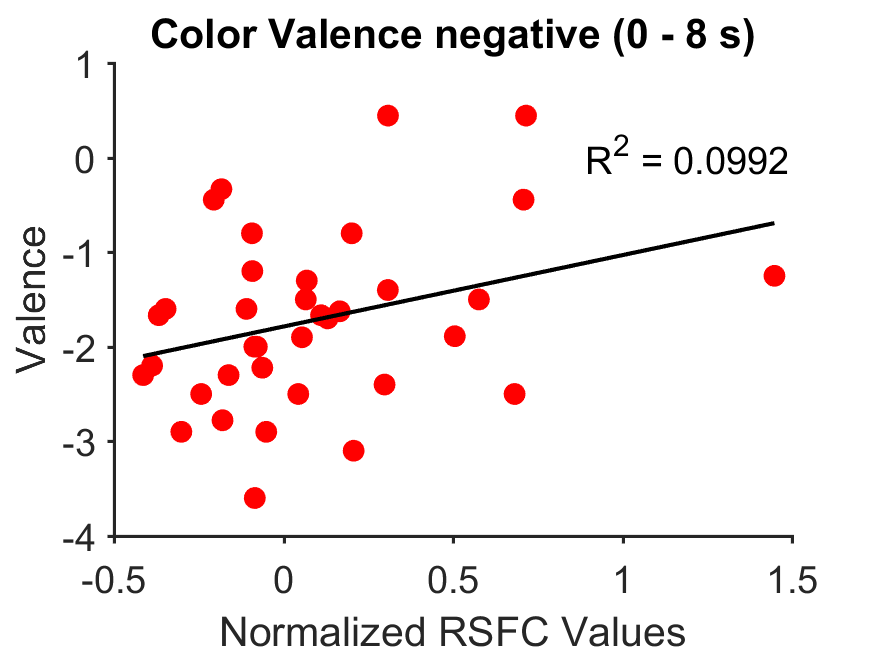 Color Valence negative (0 - 8 s)
R² = 0.0992
Valence
1
0
-1
-2
-3
-4
-0.5 0 0.5 1 1.5
Normalized RSFC Values